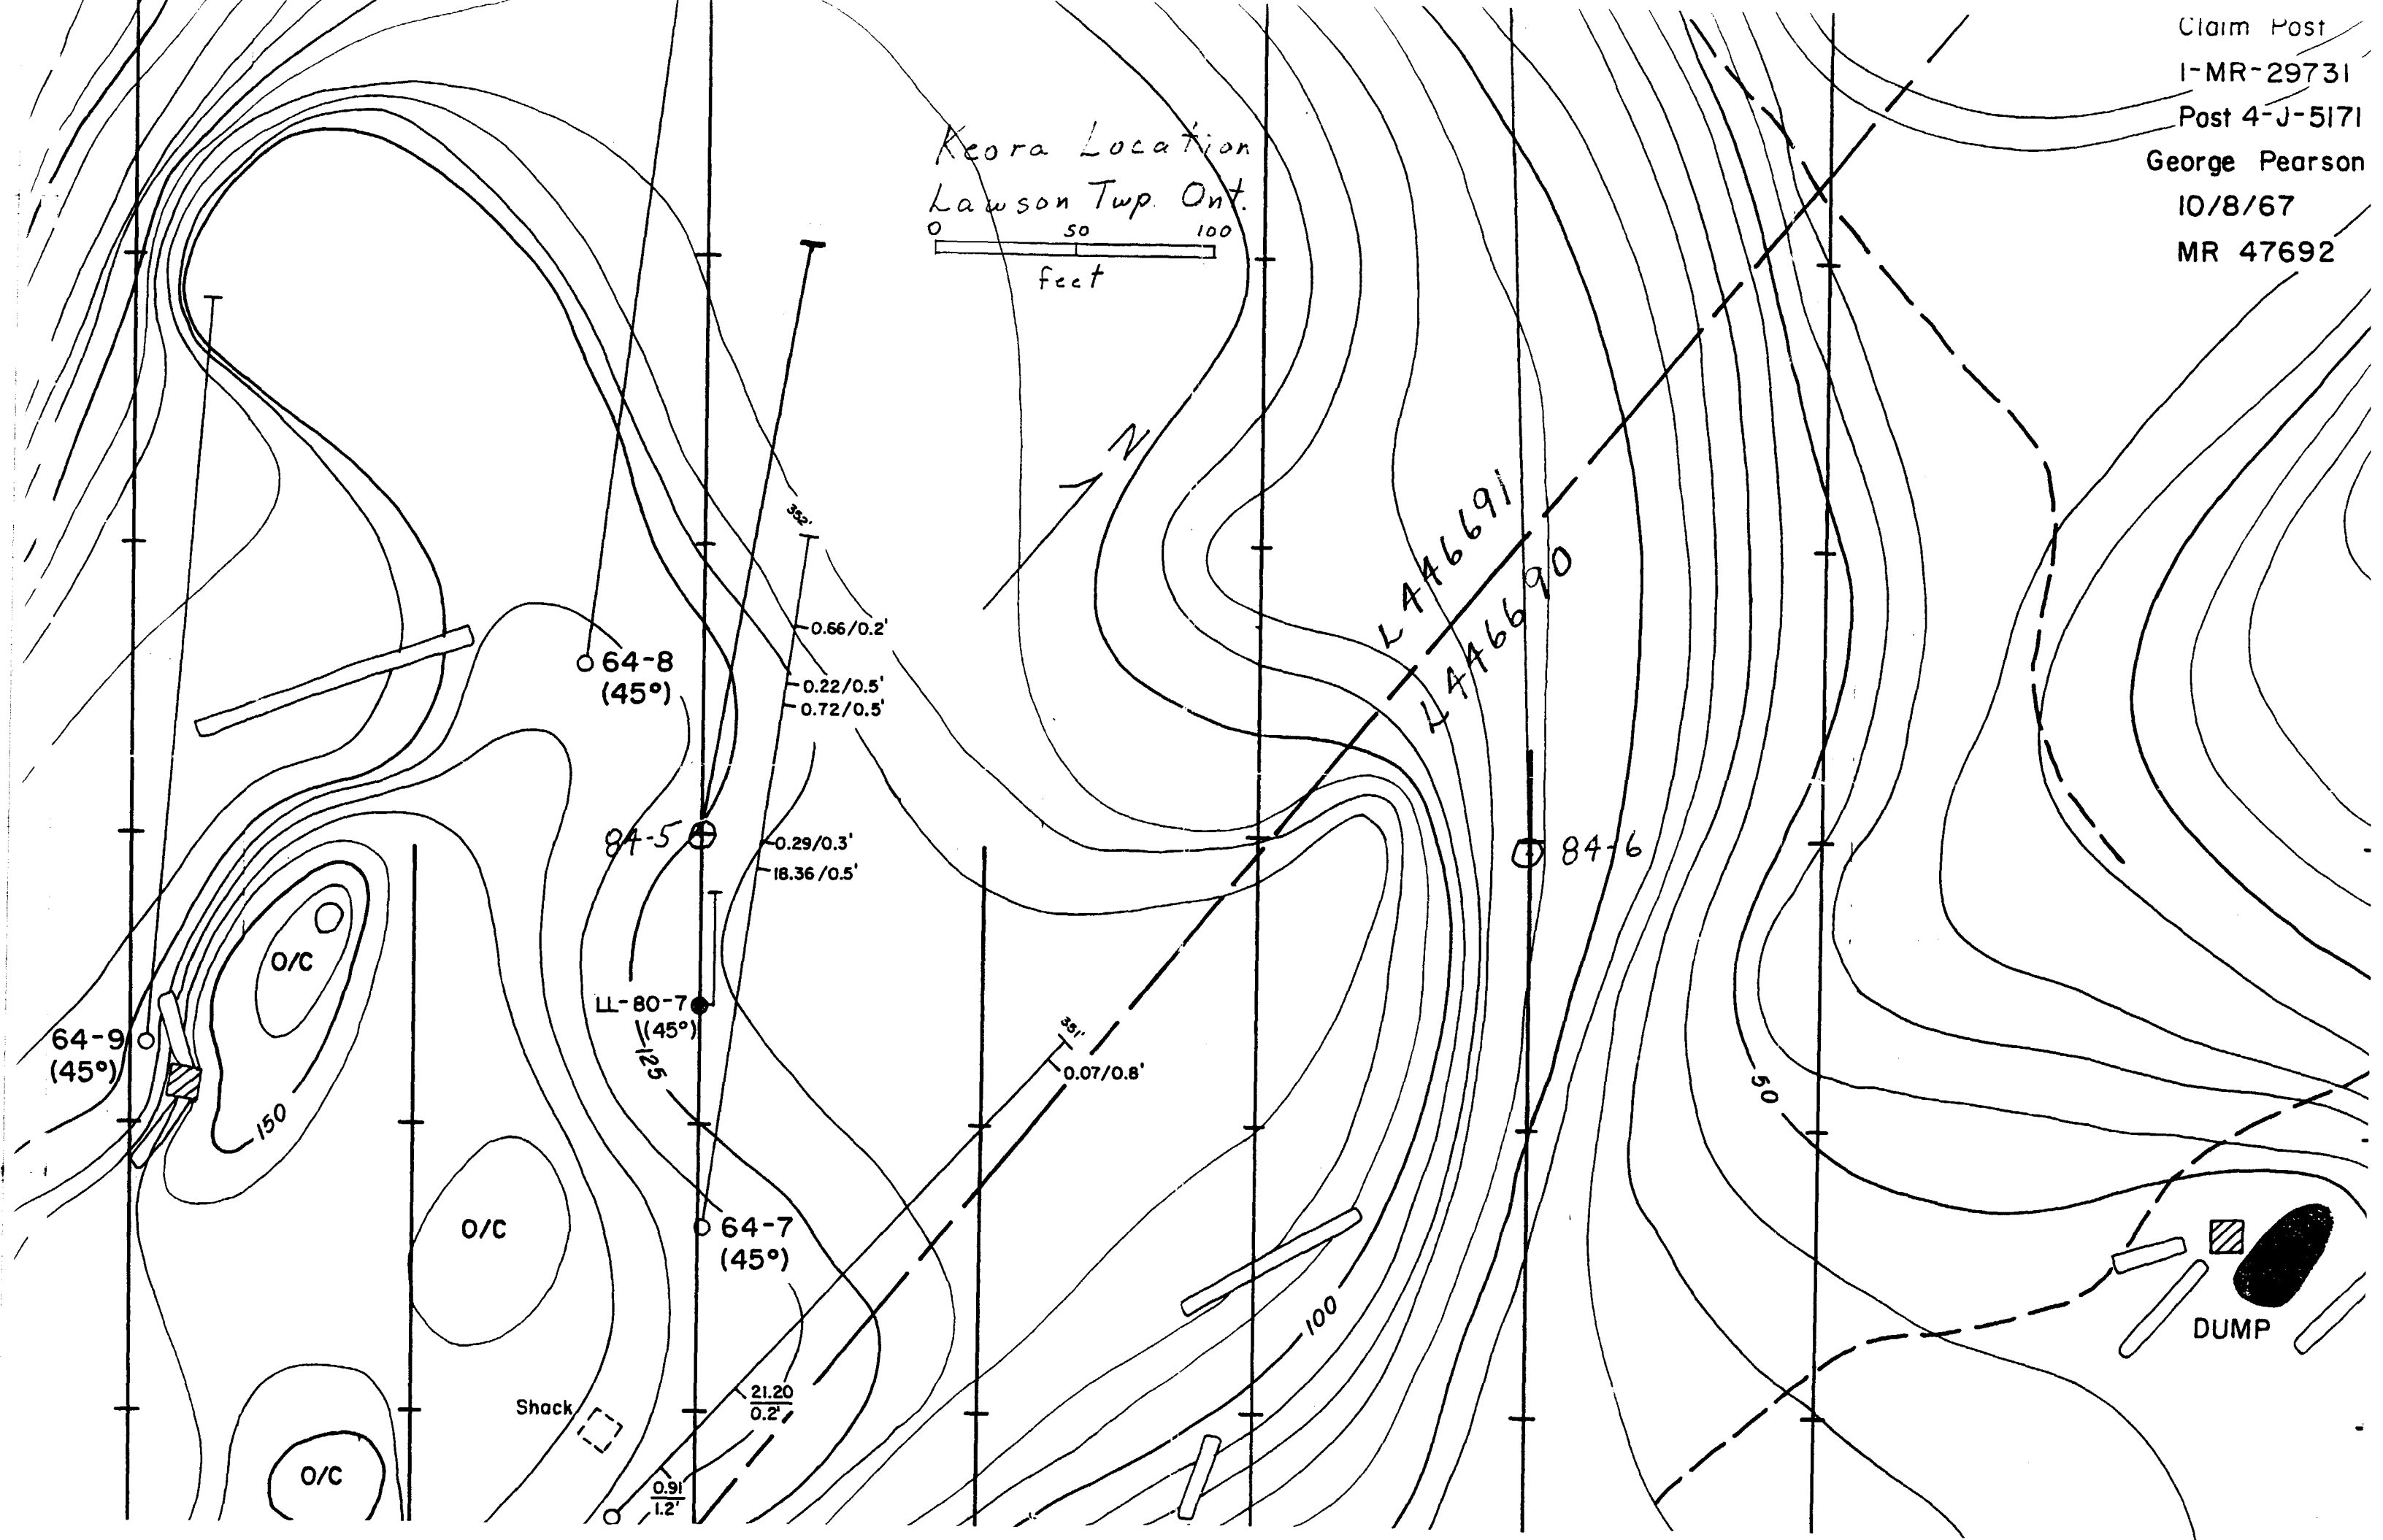 Claim Post
1-MR-29731
Post 4-J-5171
George Pearson
10/8/67
MR 47692
Keora Location
Lawson Twp. Ont.
0 50 100
feet
N
352'
L 446691
L 446690
0.66/0.2'
64-8
(45°)
0.22/0.5'
0.72/0.5'
84-5
0.29/0.3'
18.36/0.5'
84-6
O/C
LL-80-7
(45°)
125
64-9
(45°)
351'
0.07/0.8'
50
150
O/C
64-7
(45°)
100
DUMP
21.20
0.2'
Shack
O/C
0.91
1.2'